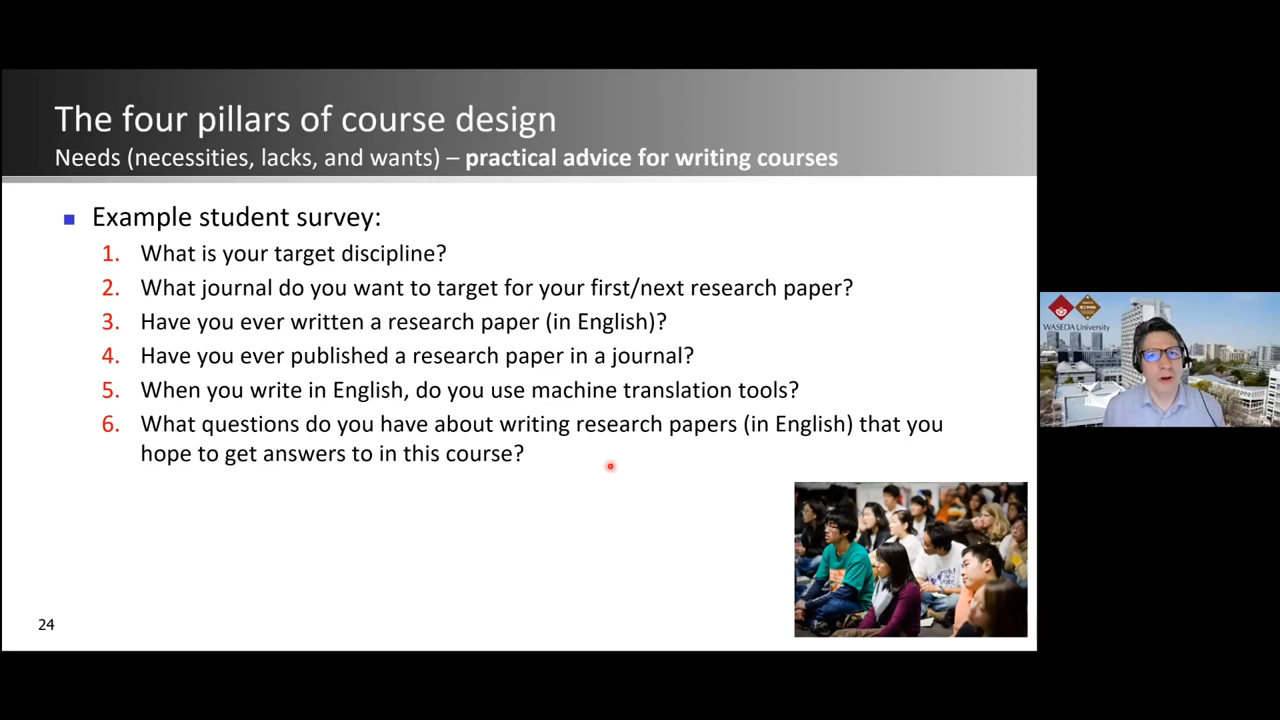 The four pillars of course design
Needs (necessities, lacks, and wants) – practical advice for writing courses
Example student survey:
1. What is your target discipline?
2. What journal do you want to target for your first/next research paper?
3. Have you ever written a research paper (in English)?
4. Have you ever published a research paper in a journal?
5. When you write in English, do you use machine translation tools?
6. What questions do you have about writing research papers (in English) that you
hope to get answers to in this course?
24
WASEDA University